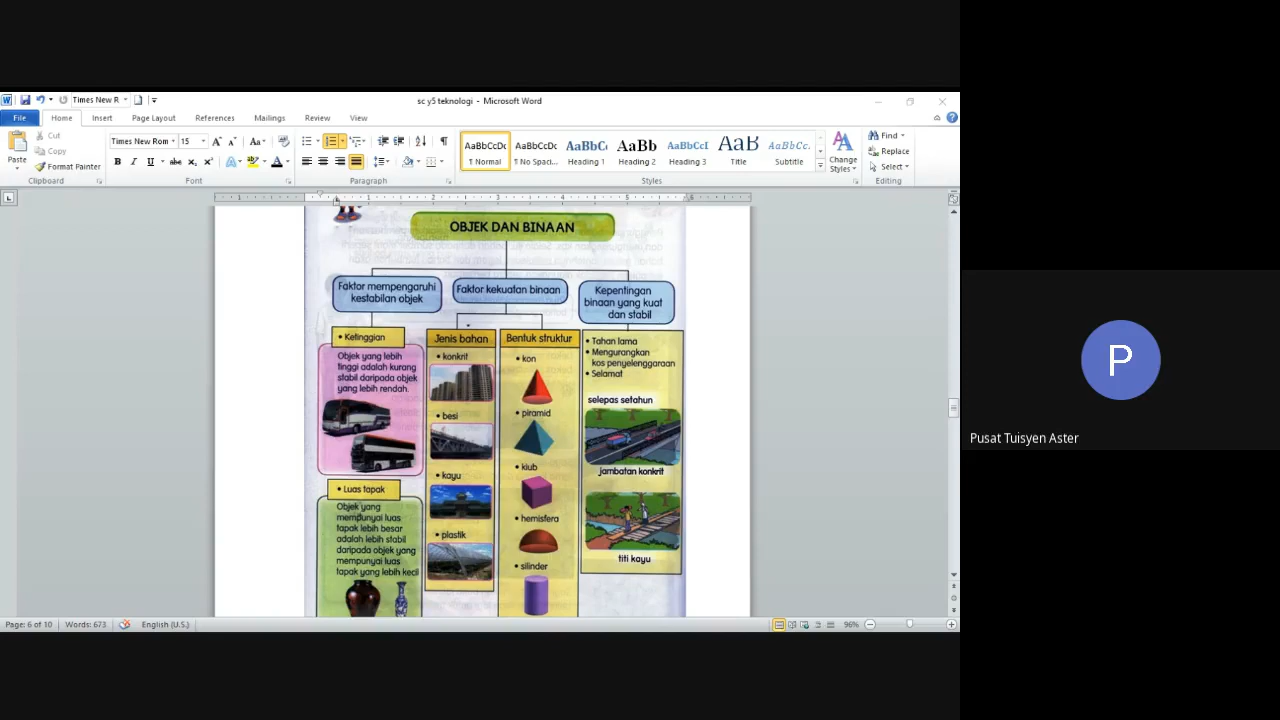 Times New R
sc y5 teknologi - Microsoft Word
File
Home
Insert
Page Layout
References
Mailings
Review
View
Paste
Cut
Copy
Format Painter
Clipboard
Times New Rom
15
Font
Paragraph
AaBbCcDc
¶ Normal
AaBbCcDc
¶ No Spaci...
AaBbC
Heading 1
AaBb
Heading 2
AaBbCcI
Heading 3
AaB
Title
AaBbCc.
Subtitle
Change
Styles
Styles
Find
Replace
Select
Editing
OBJEK DAN BINAAN
Faktor mempengaruhi
kestabilan objek
Faktor kekuatan binaan
Kepentingan
binaan yang kuat
dan stabil
• Ketinggian
Objek yang lebih
tinggi adalah kurang
stabil daripada objek
yang lebih rendah.
• Luas tapak
Objek yang
mempunyai luas
tapak lebih besar
adalah lebih stabil
daripada objek yang
mempunyai luas
tapak yang lebih kecil
Jenis bahan
• konkrit
• besi
• kayu
• plastik
Bentuk struktur
• kon
• piramid
• kiub
• hemisfera
• silinder
• Tahan lama
• Mengurangkan
kos penyelenggaraan
• Selamat
selepas setahun
jambatan konkrit
titi kayu
Page: 6 of 10
Words: 673
English (U.S.)
96%
P
Pusat Tuisyen Aster